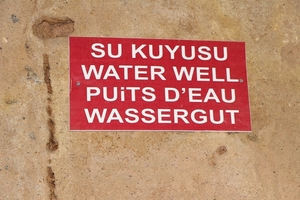 SU KUYUSU
WATER WELL
PUiTS D'EAU
WASSERGUT